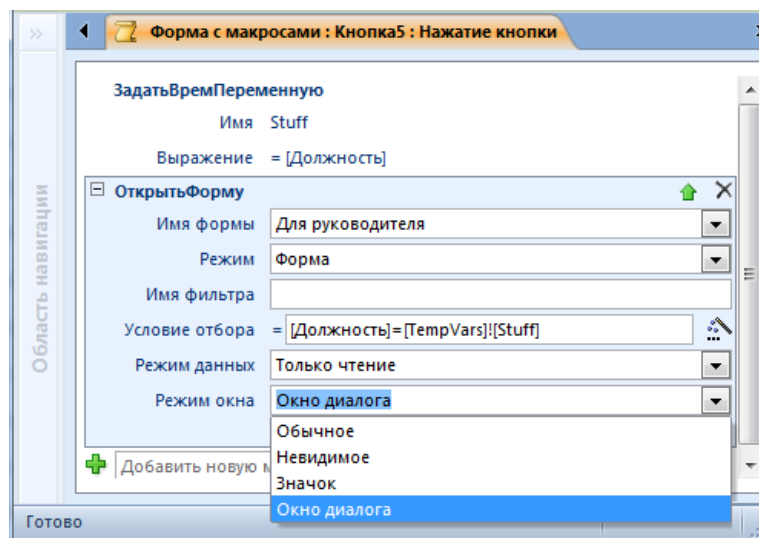 Форма с макросами : Кнопка5 : Нажатие кнопки
ЗадатьВремПеременную
Имя Stuff
Выражение = [Должность]
ОткрытьФорму
Имя формы Для руководителя
Режим Форма
Имя фильтра
Условие отбора = [Должность]=[TempVars]![Stuff]
Режим данных Только чтение
Режим окна Окно диалога
Обычное
Невидимое
Значок
Окно диалога
Добавить новую
Область навигации
Готово